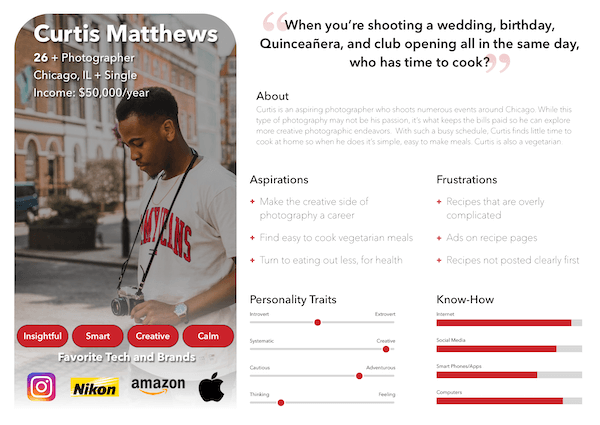 Curtis Matthews
26 + Photographer
Chicago, IL + Single
Income: $50,000/year
Insightful
Smart
Creative
Calm
Favorite Tech and Brands
Nikon
amazon
“When you’re shooting a wedding, birthday,
Quinceañera, and club opening all in the same day,
who has time to cook?”
About
Curtis is an aspiring photographer who shoots numerous events around Chicago. While this
type of photography may not be his passion, it's what keeps the bills paid so he can explore
more creative photographic endeavors. With such a busy schedule, Curtis finds little time to
cook at home so when he does it's simple, easy to make meals. Curtis is also a vegetarian
Aspirations
+ Make the creative side of
photography a career
+ Find easy to cook vegetarian meals
+ Turn to eating out less, for health
Frustrations
+ Recipes that are overly
complicated
+ Ads on recipe pages
+ Recipes not posted clearly first
Personality Traits
Introvert Extrovert
Systematic Creative
Cautious Adventurous
Thinking Feeling
Know-How
Internet
Social Media
Smart Phones/Apps
Computers